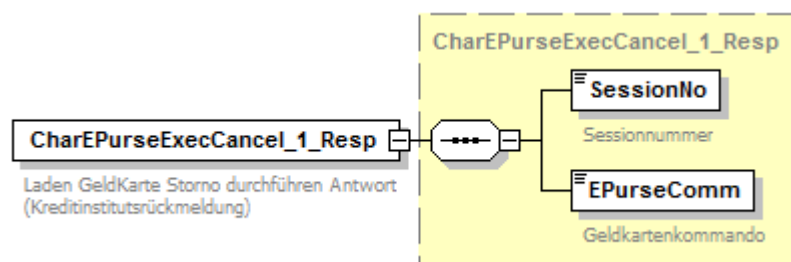 CharEPurseExecCancel_1_Resp
SessionNo
Sessionnummer
CharEPurseExecCancel_1_Resp
Laden GeldKarte Storno durchführen Antwort
(Kreditinstitutsrückmeldung)
EPurseComm
Geldkartenkommando